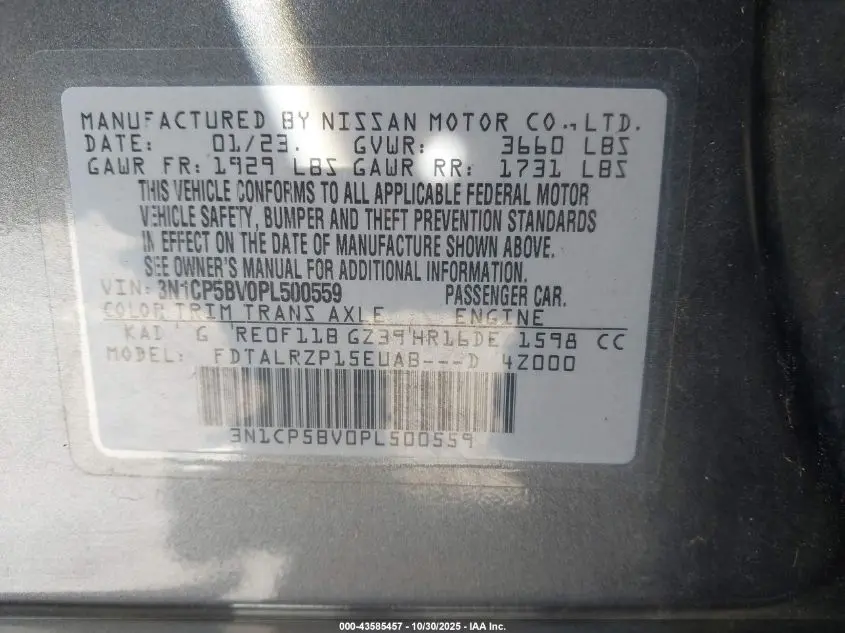 MANUFACTURED BY NISSAN MOTOR CO.,LTD.
DATE: 01/23. GVWR: 3660 LBS
GAWR FR: 1929 LBS GAWR RR: 1731 LBS
THIS VEHICLE CONFORMS TO ALL APPLICABLE FEDERAL MOTOR
VEHICLE SAFETY, BUMPER AND THEFT PREVENTION STANDARDS
IN EFFECT ON THE DATE OF MANUFACTURE SHOWN ABOVE.
SEE OWNER'S MANUAL FOR ADDITIONAL INFORMATION.
VIN: 3N1CP5BV0PL500559 PASSENGER CAR.
COLOR TRIM TRANS AXLE ENGINE
KAD G RE0F11B GZ39 HR16DE 1598 CC
MODEL: FDTALRZP15EUAB---D 4Z000
3N1CP5BV0PL500559
000-43585457 - 10/30/2025 - IAA Inc.